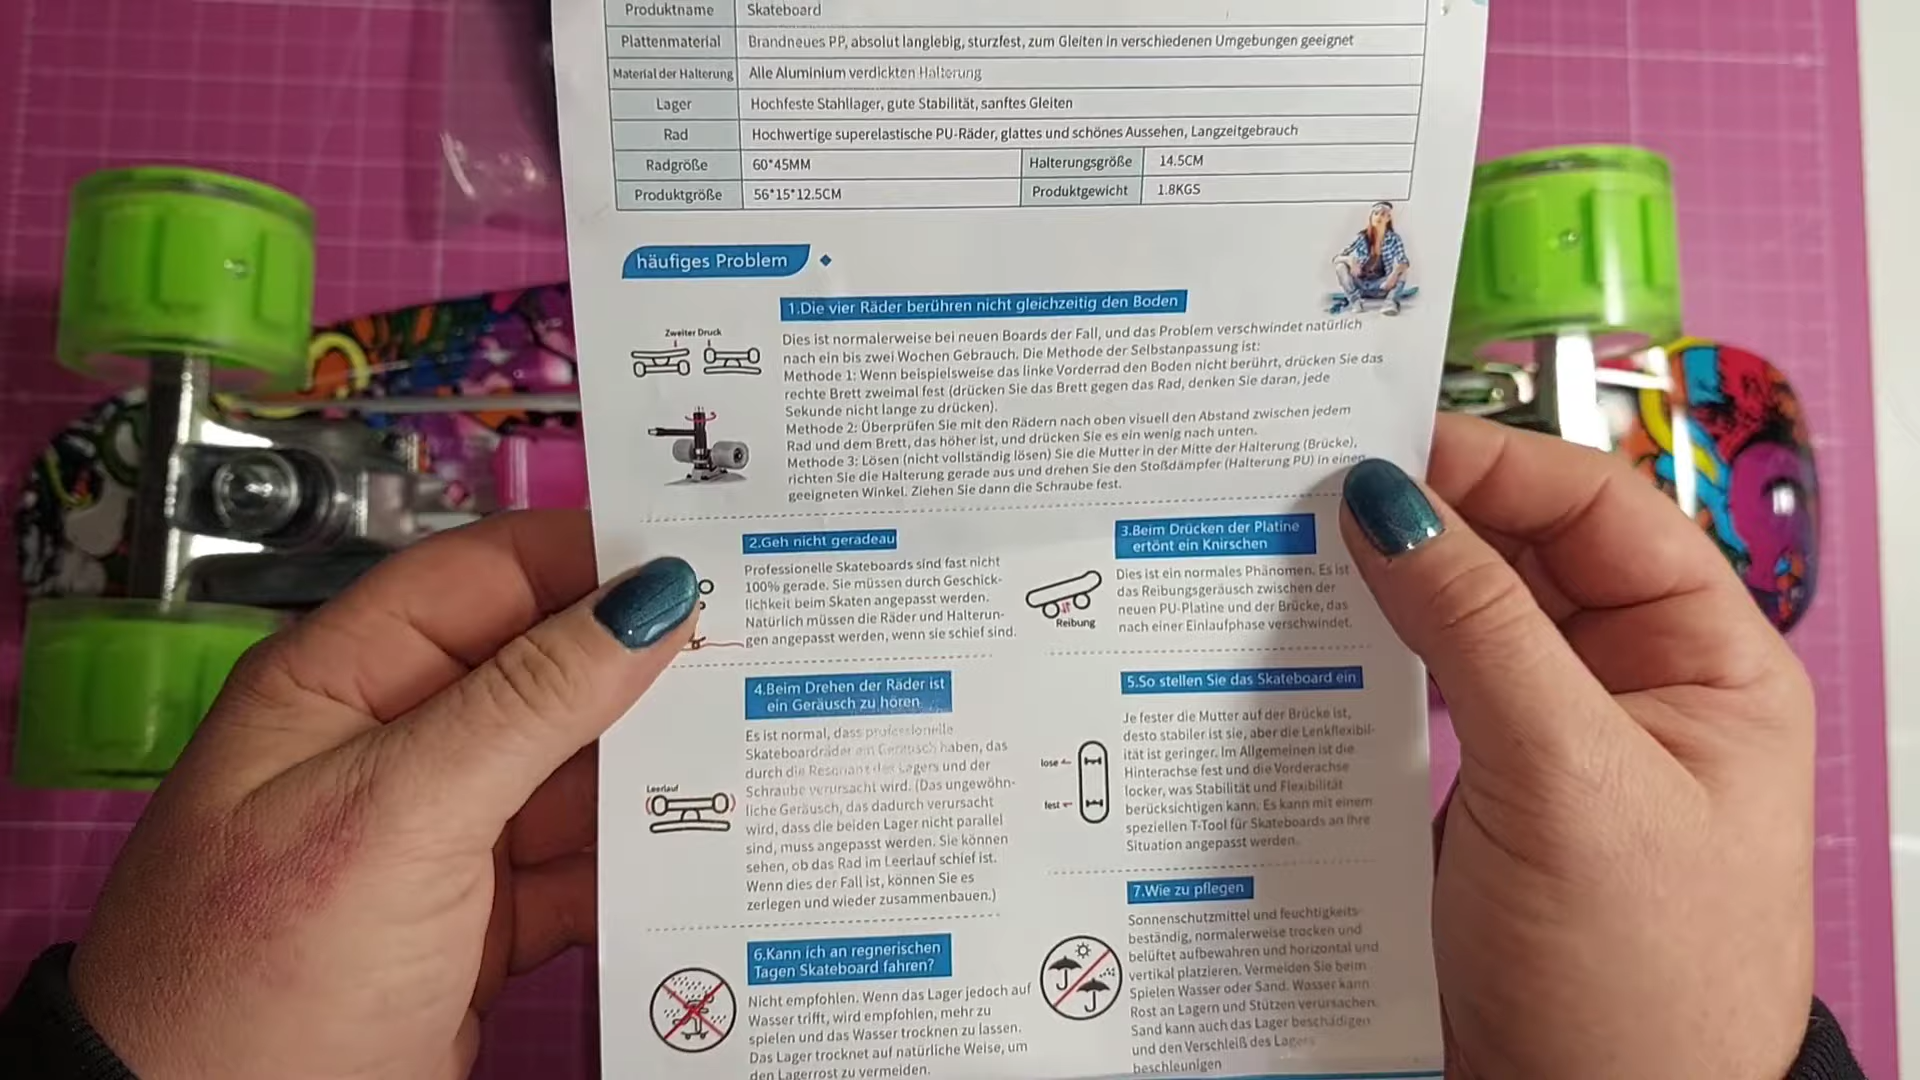 Produktname Skateboard
Plattenmaterial Brandneues PP, absolut langlebig, sturzfest, zum Gleiten in verschiedenen Umgebungen geeignet
Material der Halterung Alle Aluminium verdickten Halterung
Lager Hochfeste Stahllager, gute Stabilität, sanftes Gleiten
Rad Hochwertige superelastische PU-Räder, glattes und schönes Aussehen, Langzeitgebrauch
Radgröße 60*45MM Halterungsgröße 14.5CM
Produktgröße 56*15*12.5CM Produktgewicht 1.8KGS
häufiges Problem
1.Die vier Räder berühren nicht gleichzeitig den Boden
Zweiter Druck
Dies ist normalerweise bei neuen Boards der Fall, und das Problem verschwindet natürlich
nach ein bis zwei Wochen Gebrauch. Die Methode der Selbstanpassung ist:
Methode 1: Wenn beispielsweise das linke Vorderrad den Boden nicht berührt, drücken Sie das
rechte Brett zweimal fest (drücken Sie das Brett gegen das Rad, denken Sie daran, jede
Sekunde nicht lange zu drücken).
Methode 2: Überprüfen Sie mit den Rädern nach oben visuell den Abstand zwischen jedem
Rad und dem Brett, das höher ist, und drücken Sie es ein wenig nach unten.
Methode 3: Lösen (nicht vollständig lösen) Sie die Mutter in der Mitte der Halterung (Brücke),
richten Sie die Halterung gerade aus und drehen Sie den Stoßdämpfer (Halterung PU) in einen
geeigneten Winkel. Ziehen Sie dann die Schraube fest.
2.Geh nicht geradeau
Professionelle Skateboards sind fast nicht
100% gerade. Sie müssen durch Geschick-
lichkeit beim Skaten angepasst werden.
Natürlich müssen die Räder und Halterun-
gen angepasst werden, wenn sie schief sind.
3.Beim Drücken der Platine
ertönt ein Knirschen
Dies ist ein normales Phänomen. Es ist
das Reibungsgeräusch zwischen der
neuen PU-Platine und der Brücke, das
nach einer Einlaufphase verschwindet.
Reibung
4.Beim Drehen der Räder ist
ein Geräusch zu hören
Es ist normal, dass professionelle
Skateboardräder ein Geräusch haben, das
durch die Resonanz des Lagers und der
Schraube verursacht wird. (Das ungewöhn-
liche Geräusch, das dadurch verursacht
wird, dass die beiden Lager nicht parallel
sind, muss angepasst werden. Sie können
sehen, ob das Rad im Leerlauf schief ist.
Wenn dies der Fall ist, können Sie es
zerlegen und wieder zusammenbauen.)
Leerlauf
5.So stellen Sie das Skateboard ein
Je fester die Mutter auf der Brücke ist,
desto stabiler ist sie, aber die Lenkflexibil-
ität ist geringer. Im Allgemeinen ist die
Hinterachse fest und die Vorderachse
locker, was Stabilität und Flexibilität
berücksichtigen kann. Es kann mit einem
speziellen T-Tool für Skateboards an Ihre
Situation angepasst werden.
lose
fest
6.Kann ich an regnerischen
Tagen Skateboard fahren?
Nicht empfohlen. Wenn das Lager jedoch auf
Wasser trifft, wird empfohlen, mehr zu
spielen und das Wasser trocknen zu lassen.
Das Lager trocknet auf natürliche Weise, um
den Lagerrost zu vermeiden.
7.Wie zu pflegen
Sonnenschutzmittel und feuchtigkeits-
beständig, normalerweise trocken und
belüftet aufbewahren und horizontal und
vertikal platzieren. Vermeiden Sie beim
Spielen Wasser oder Sand. Wasser kann
Rost an Lagern und Stützen verursachen.
Sand kann auch das Lager beschädigen
und den Verschleiß des Lagers
beschleunigen